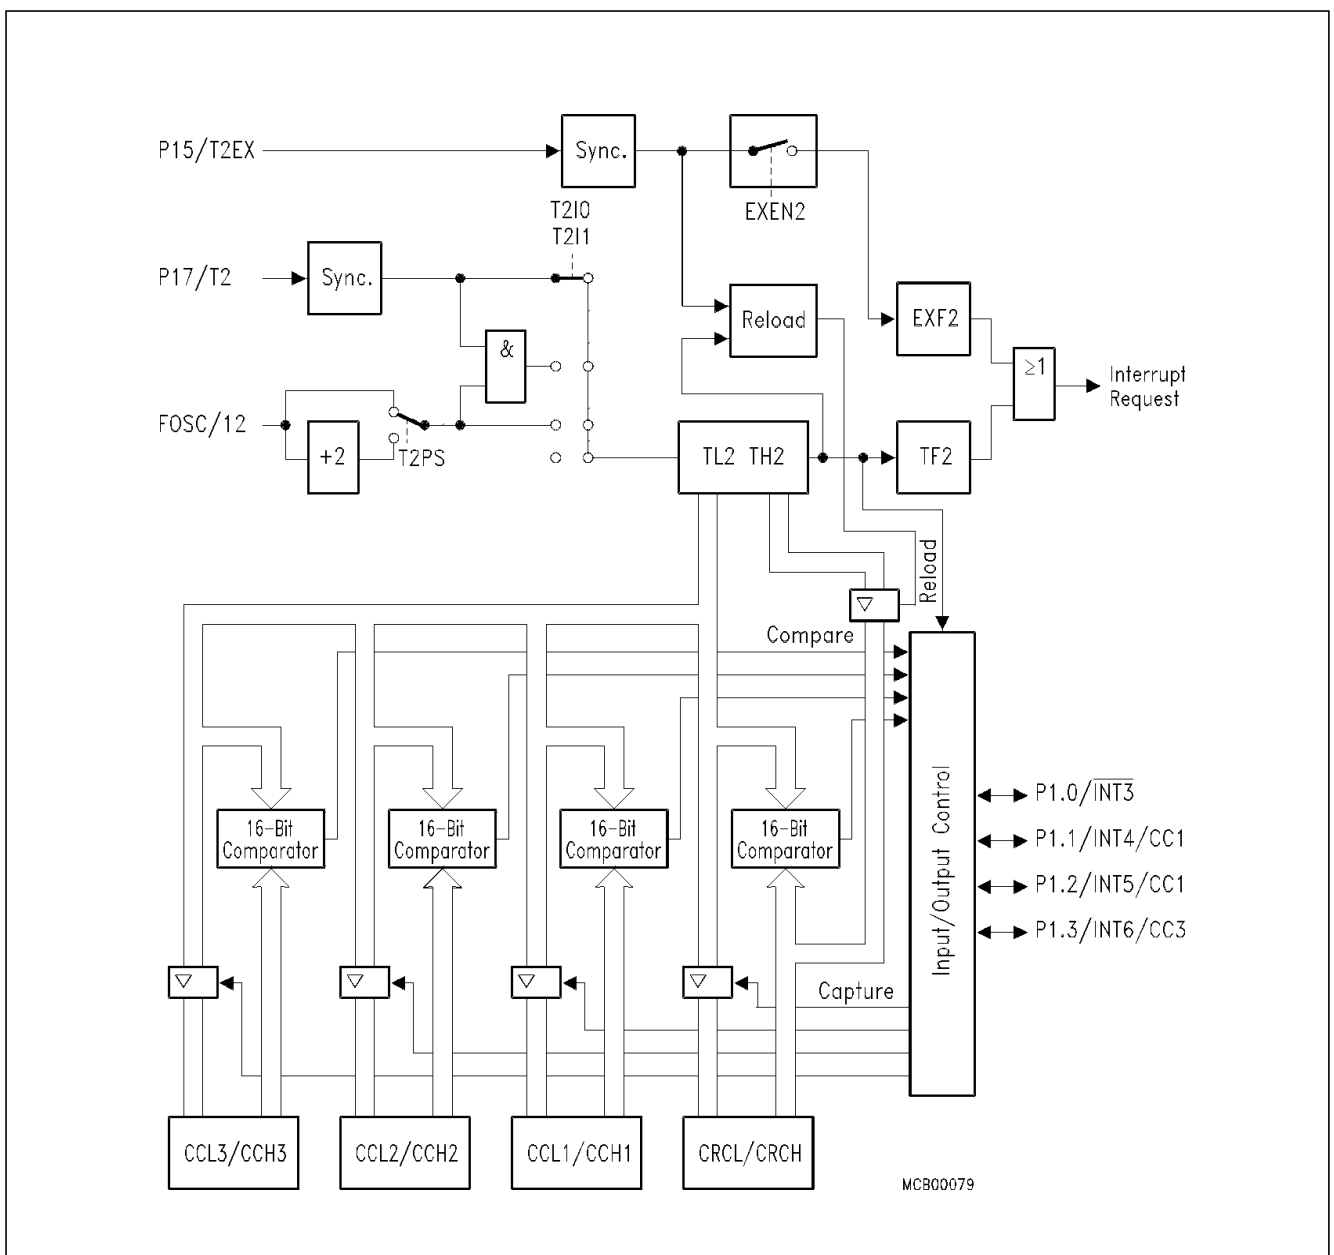 P15/T2EX
Sync.
EXEN2
T2I0
T2I1
P17/T2
Sync.
Reload
EXF2
&
≥1
Interrupt
Request
FOSC/12
+2
T2PS
TL2 TH2
TF2
Reload
▽
Compare
16-Bit
Comparator
16-Bit
Comparator
16-Bit
Comparator
16-Bit
Comparator
Input/Output Control
P1.0/I̅N̅T̅3̅
P1.1/INT4/CC1
P1.2/INT5/CC1
P1.3/INT6/CC3
▽
▽
▽
▽
Capture
CCL3/CCH3
CCL2/CCH2
CCL1/CCH1
CRCL/CRCH
MCB00079